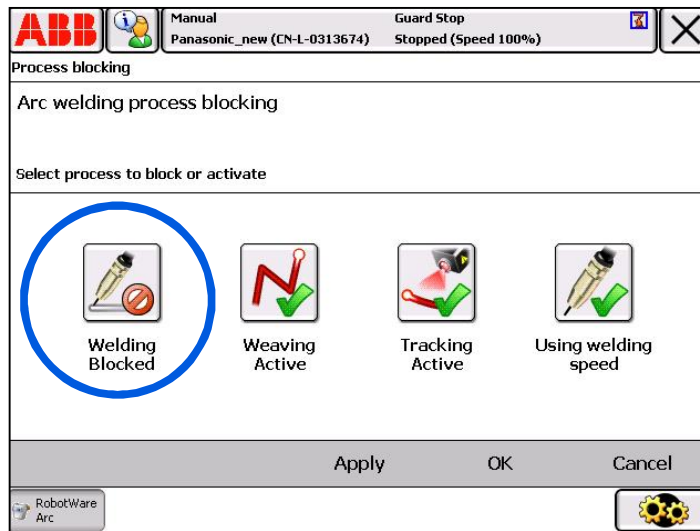 ABB
Manual
Guard Stop
Panasonic_new (CN-L-0313674)
Stopped (Speed 100%)
Process blocking
Arc welding process blocking
Select process to block or activate
Welding
Blocked
Weaving
Active
Tracking
Active
Using welding
speed
Apply
OK
Cancel
RobotWare
Arc